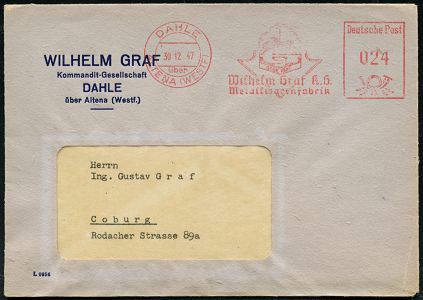 WILHELM GRAF
Kommandit-Gesellschaft
DAHLE
über Altena (Westf.)
DAHLE
30.12.47
über
ALTENA (WESTF)
Wilhelm Graf K.G.
Metallwarenfabrik
Deutsche Post
024
Herrn
Ing. Gustav Graf
Coburg
Rodacher Strasse 89a